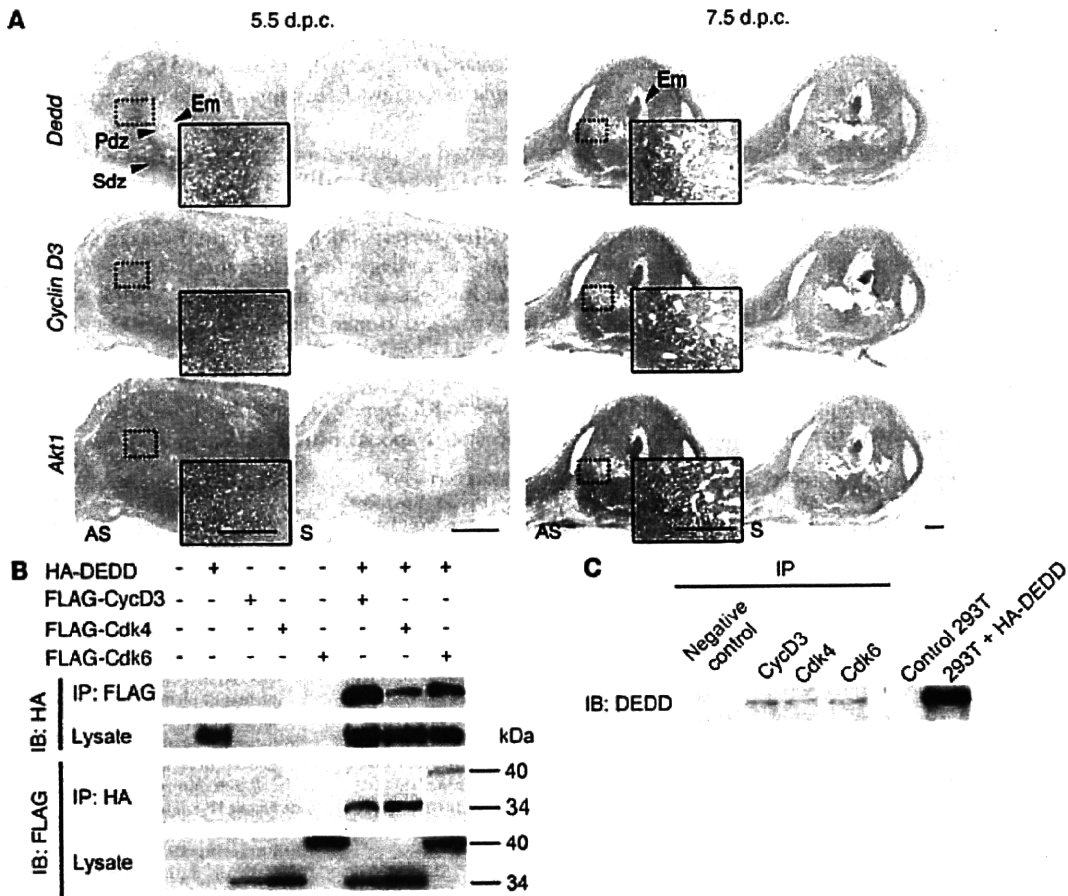 A
5.5 d.p.c.
7.5 d.p.c.
Dedd
Em
Pdz
Sdz
Em
Cyclin D3
Akt1
AS
S
AS
S
B
HA-DEDD - + - - - + + +
FLAG-CycD3 - - + - - + - -
FLAG-Cdk4 - - - + - - + -
FLAG-Cdk6 - - - - + - - +
IB: HA
IP: FLAG
Lysate
kDa
IB: FLAG
IP: HA
40
34
Lysate
40
34
C
IP
Negative control
CycD3
Cdk4
Cdk6
Control 293T
293T + HA-DEDD
IB: DEDD